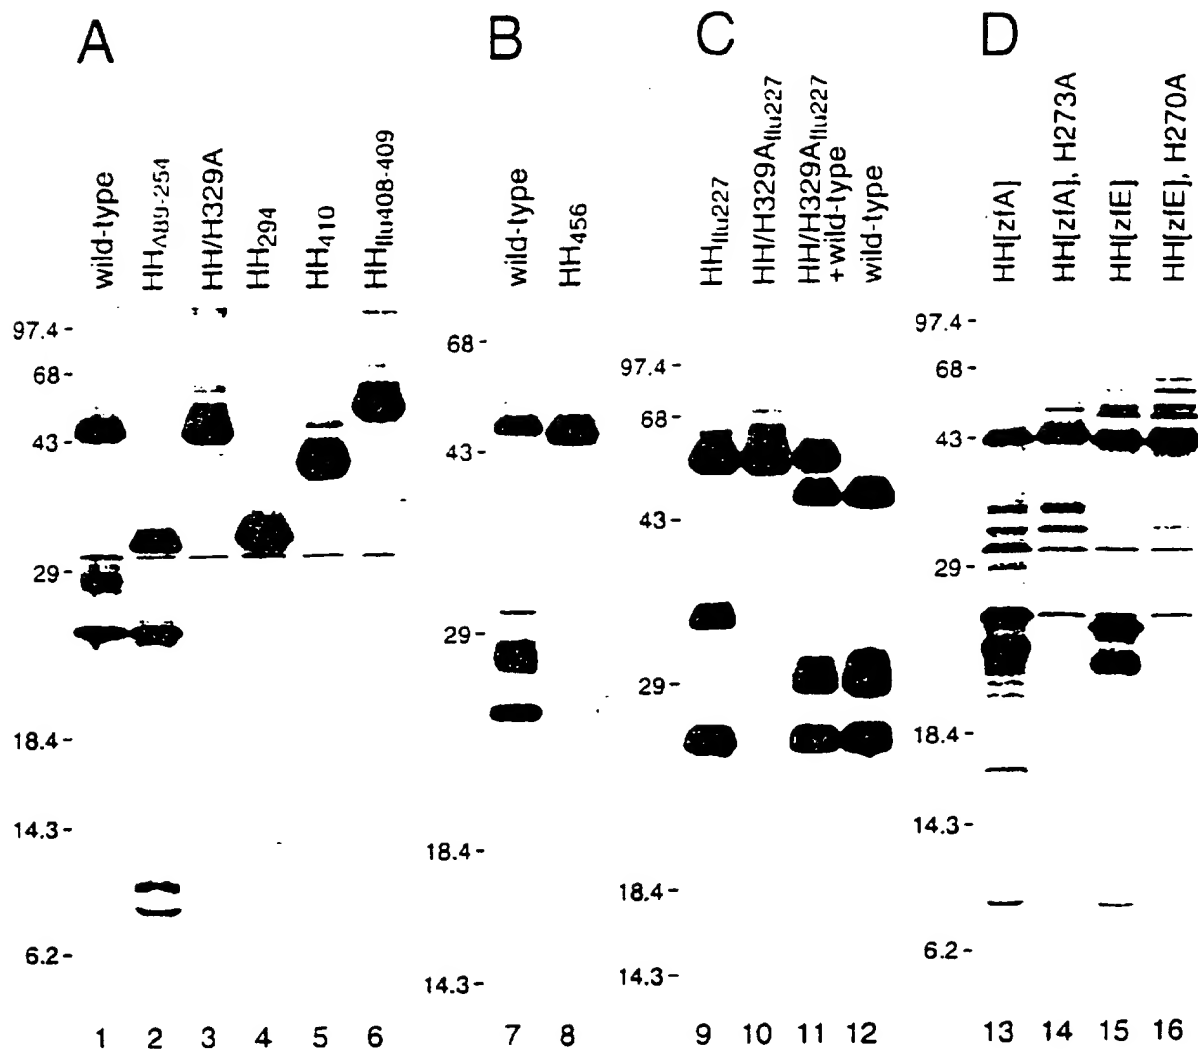 A
wild-type
HHΔ89-254
HH/H329A
HH294
HH410
HHflu408-409
97.4 -
68 -
43 -
29 -
18.4 -
14.3 -
6.2 -
1 2 3 4 5 6
B
wild-type
HH456
68 -
43 -
29 -
18.4 -
14.3 -
7 8
C
HHflu227
HH/H329Aflu227
HH/H329Aflu227
+wild-type
wild-type
97.4 -
68 -
43 -
29 -
18.4 -
14.3 -
9 10 11 12
D
HH[zfA]
HH[zfA], H273A
HH[zfE]
HH[zfE], H270A
97.4 -
68 -
43 -
29 -
18.4 -
14.3 -
6.2 -
13 14 15 16